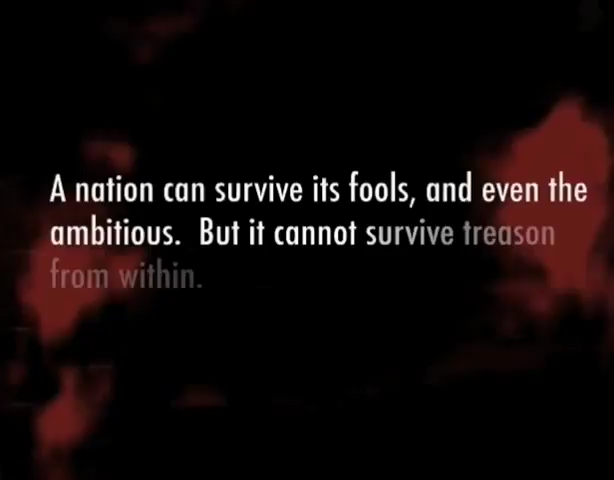 A nation can survive its fools, and even the
ambitious.  But it cannot survive treason
from within.